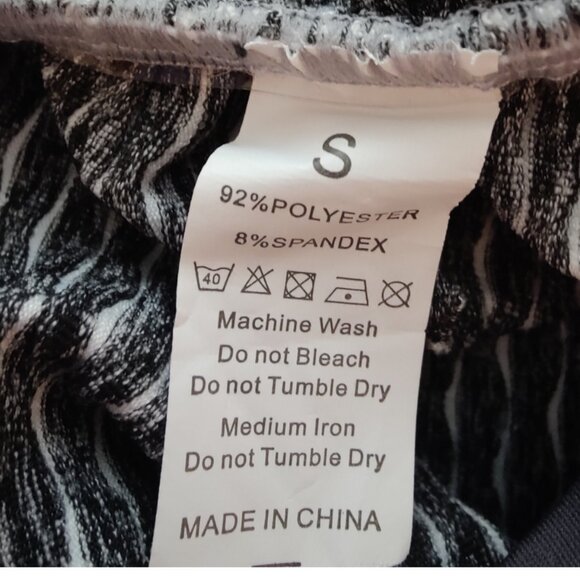 S
92%POLYESTER
8%SPANDEX
40
Machine Wash
Do not Bleach
Do not Tumble Dry
Medium Iron
Do not Tumble Dry
MADE IN CHINA